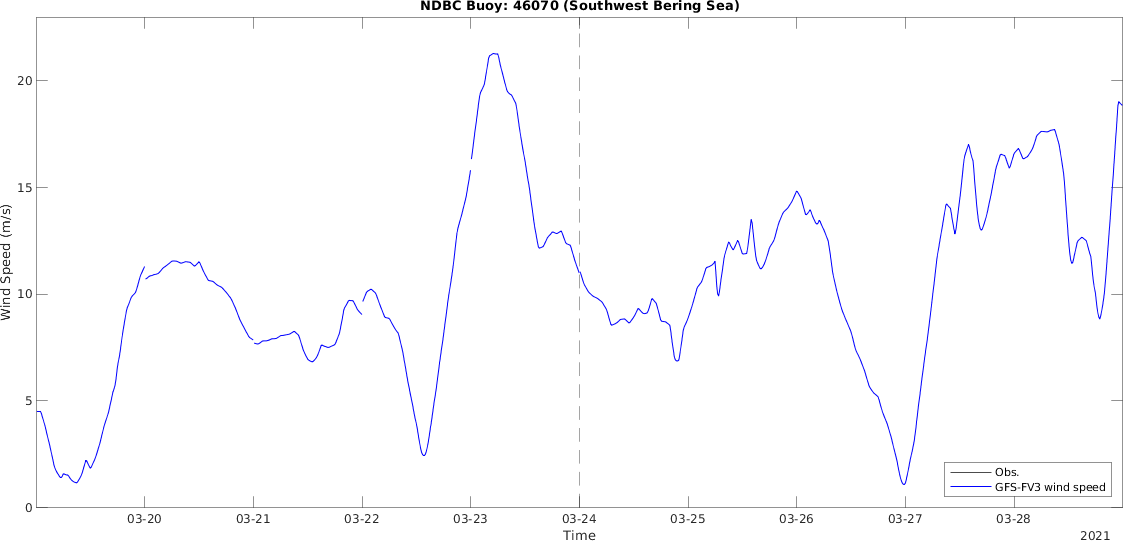 NDBC Buoy: 46070 (Southwest Bering Sea)
Wind Speed (m/s)
20
15
10
5
0
03-20 03-21 03-22 03-23 03-24 03-25 03-26 03-27 03-28
Time
2021
Obs.
GFS-FV3 wind speed